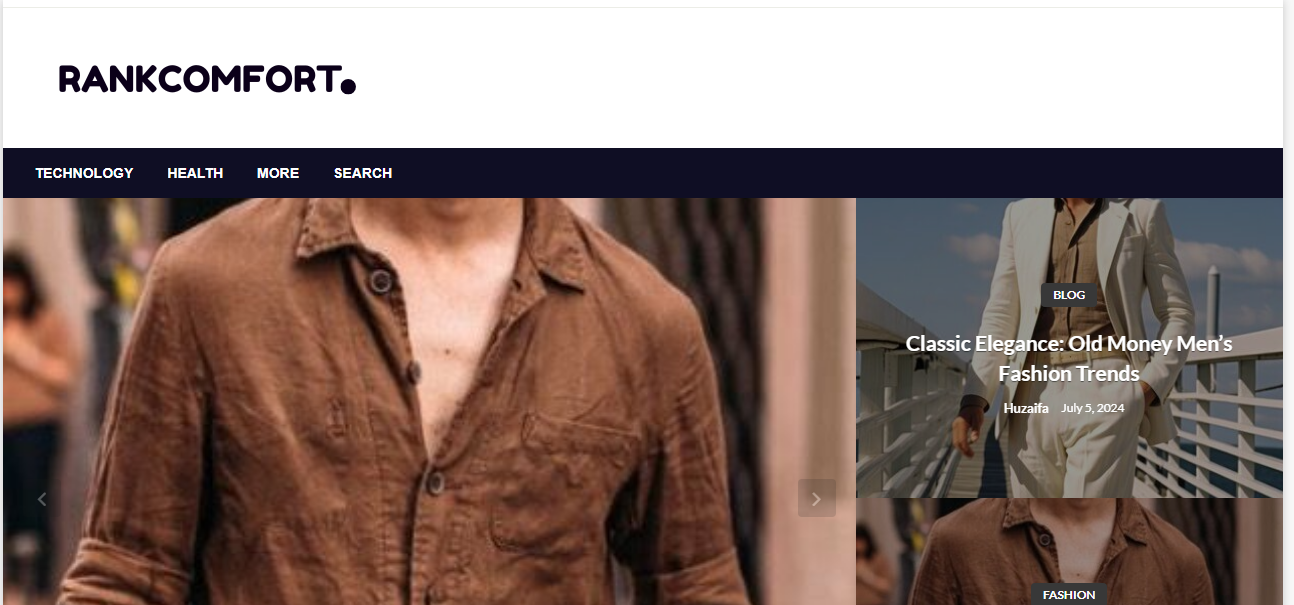 RANKCOMFORT.
TECHNOLOGY HEALTH MORE SEARCH
BLOG
Classic Elegance: Old Money Men’s
Fashion Trends
Huzaifa July 5, 2024
FASHION